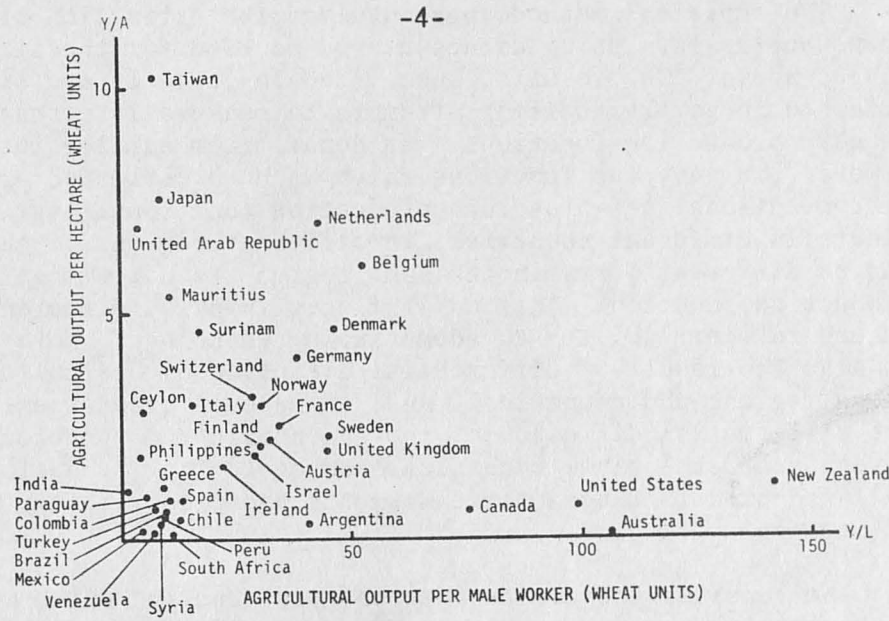 -4-
Y/A
AGRICULTURAL OUTPUT PER HECTARE (WHEAT UNITS)
10
Taiwan
Japan
Netherlands
United Arab Republic
Belgium
Mauritius
5
Surinam
Denmark
Germany
Switzerland
Norway
Ceylon
Italy
France
Finland
Sweden
Philippines
United Kingdom
Austria
Greece
Israel
India
Spain
Ireland
United States
New Zealand
Paraguay
Colombia
Chile
Argentina
Canada
Australia
Turkey
Peru
50
100
150
Y/L
Brazil
South Africa
Mexico
Venezuela
Syria
AGRICULTURAL OUTPUT PER MALE WORKER (WHEAT UNITS)